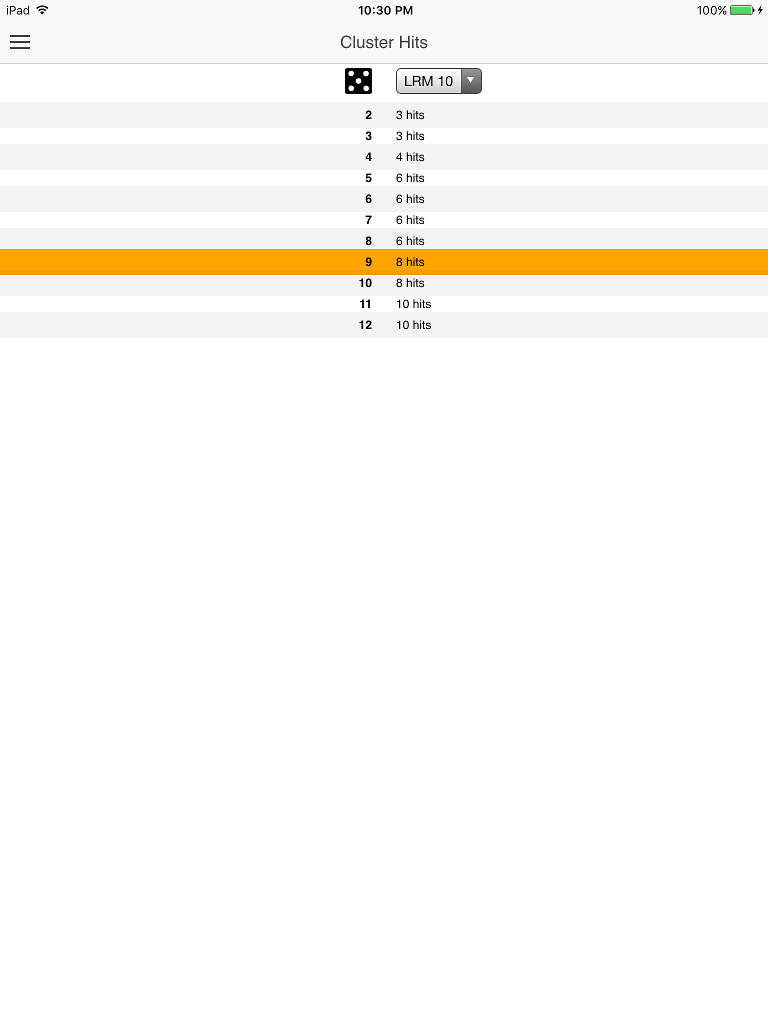 iPad 10:30 PM 100%
Cluster Hits
LRM 10
2 3 hits
3 3 hits
4 4 hits
5 6 hits
6 6 hits
7 6 hits
8 6 hits
9 8 hits
10 8 hits
11 10 hits
12 10 hits